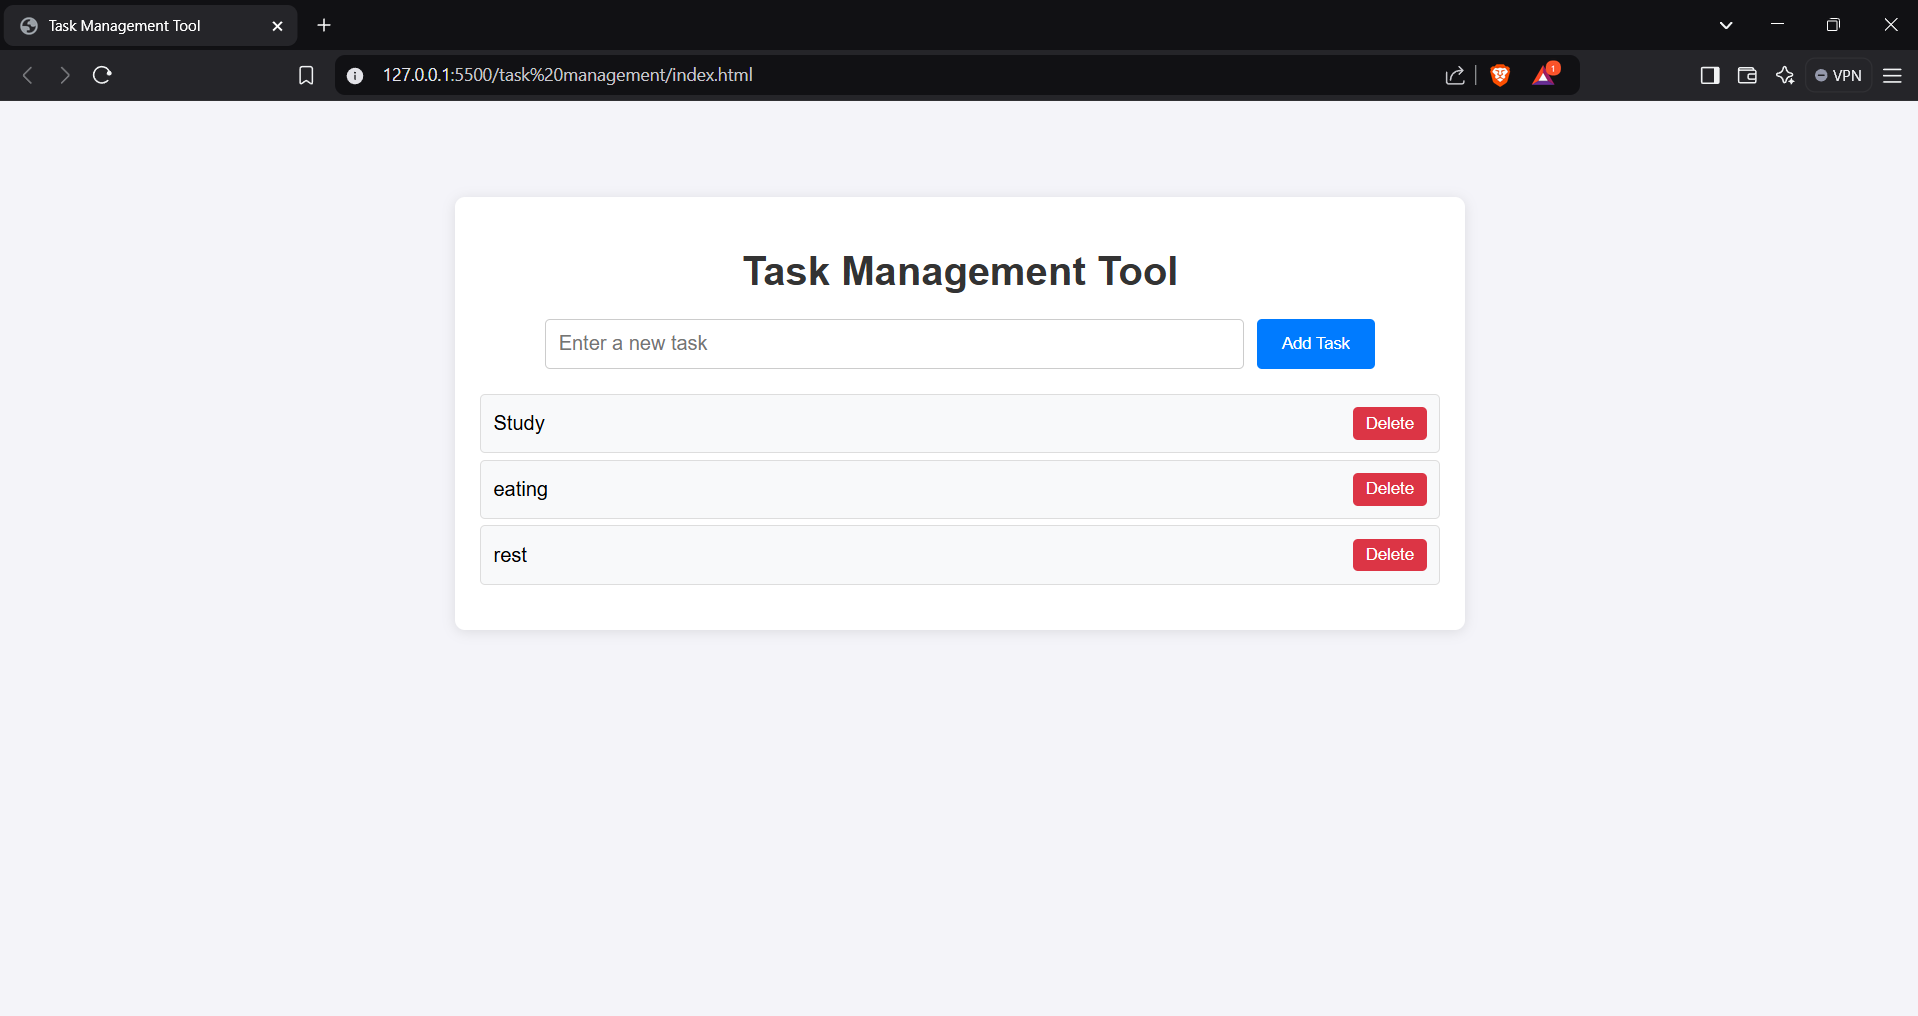 Task Management Tool
127.0.0.1:5500/task%20management/index.html
1
VPN
Task Management Tool
Enter a new task
Add Task
Study
Delete
eating
Delete
rest
Delete